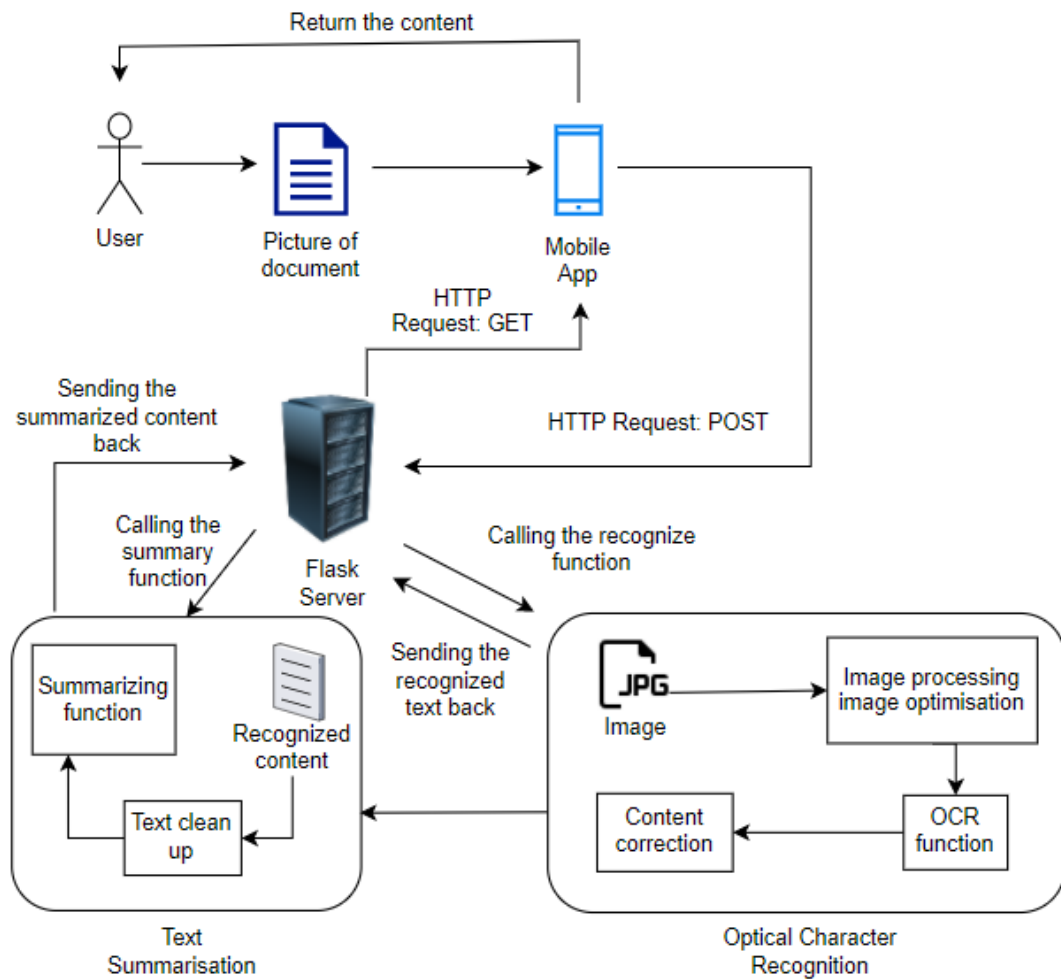 Return the content
User
Picture of
document
Mobile
App
HTTP
Request: GET
Sending the
summarized content
back
HTTP Request: POST
Calling the
summary
function
Flask
Server
Calling the recognize
function
Sending the
recognized
text back
Summarizing
function
Recognized
content
Text clean
up
JPG
Image
Image processing
image optimisation
Content
correction
OCR
function
Text
Summarisation
Optical Character
Recognition